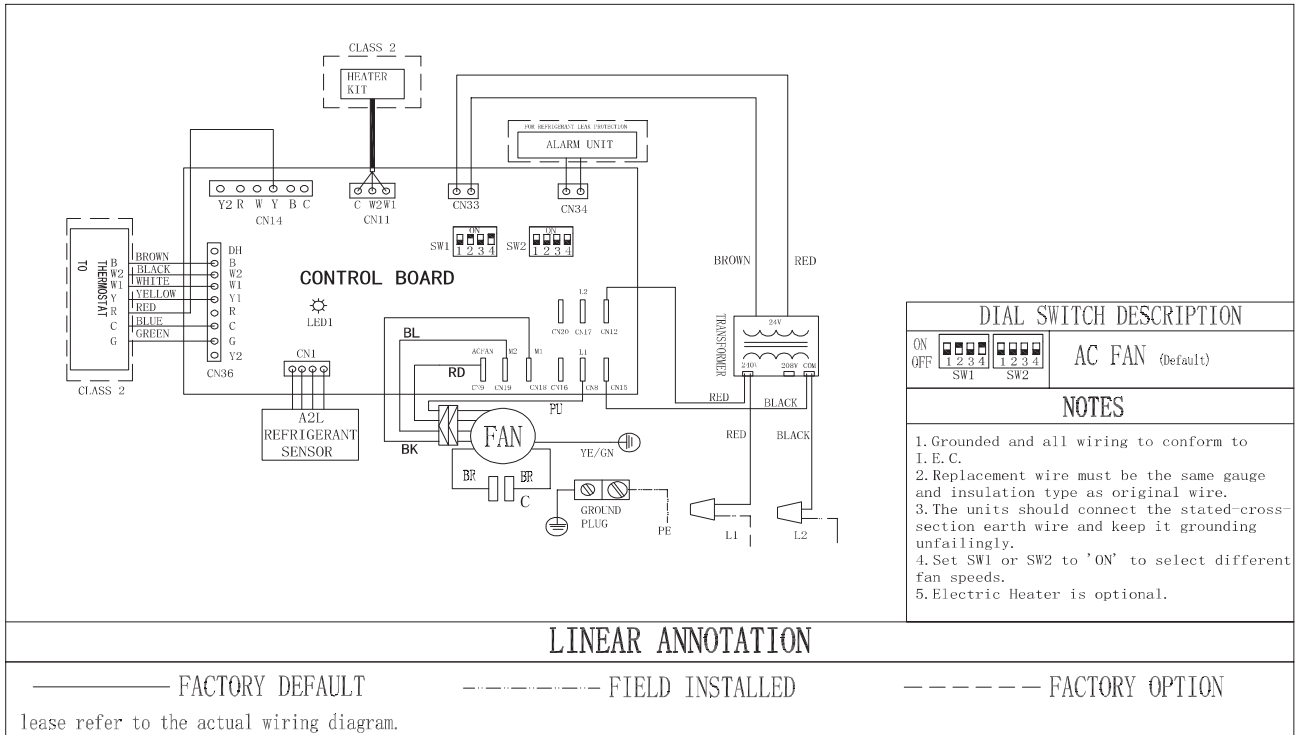 CLASS 2
HEATER
KIT
FOR REFRIGERANT LEAK PROTECTION
ALARM UNIT
Y2 R W Y B C
CN14
C W2 W1
CN11
CN33
CN34
SW1
ON
1 2 3 4
SW2
ON
1 2 3 4
TO
THERMOSTAT
B
W2
W1
Y
R
C
G
CLASS 2
BROWN
BLACK
WHITE
YELLOW
RED
BLUE
GREEN
DH
B
W2
W1
Y1
R
C
G
Y2
CN36
CONTROL BOARD
LED1
CN1
A2L
REFRIGERANT
SENSOR
BL
RD
BK
ACFAN
CN9
M2
CN19
M1
CN18
CN16
L1
CN8
CN15
CN20
L2
CN17
CN12
PU
FAN
YE/GN
BR
BR
C
GROUND
PLUG
PE
BROWN
RED
TRANSFORMER
24V
240V
208V
COM
RED
BLACK
RED
BLACK
L1
L2
DIAL SWITCH DESCRIPTION
ON
OFF
1 2 3 4
SW1
1 2 3 4
SW2
AC FAN (Default)
NOTES
1.Grounded and all wiring to conform to
I.E.C.
2.Replacement wire must be the same gauge
and insulation type as original wire.
3.The units should connect the stated-cross-
section earth wire and keep it grounding
unfailingly.
4.Set SW1 or SW2 to 'ON' to select different
fan speeds.
5.Electric Heater is optional.
LINEAR ANNOTATION
FACTORY DEFAULT
FIELD INSTALLED
FACTORY OPTION
lease refer to the actual wiring diagram.